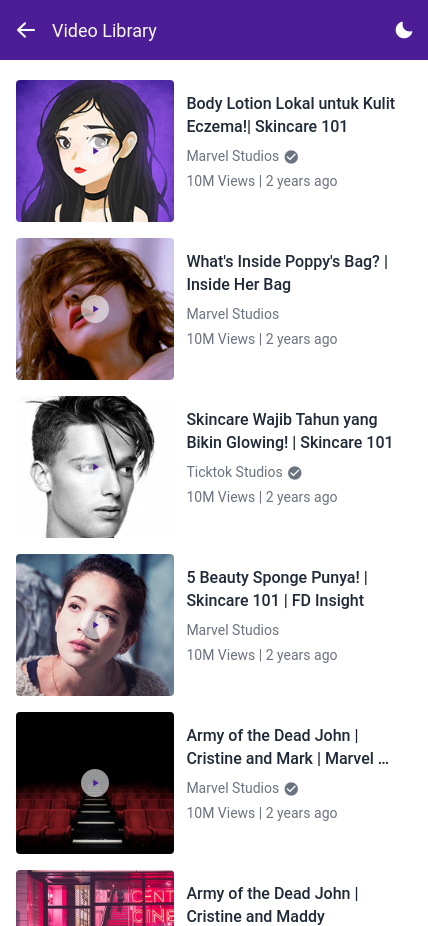 Video Library
Body Lotion Lokal untuk Kulit
Eczema!| Skincare 101
Marvel Studios
10M Views | 2 years ago
What's Inside Poppy's Bag? |
Inside Her Bag
Marvel Studios
10M Views | 2 years ago
Skincare Wajib Tahun yang
Bikin Glowing! | Skincare 101
Ticktok Studios
10M Views | 2 years ago
5 Beauty Sponge Punya! |
Skincare 101 | FD Insight
Marvel Studios
10M Views | 2 years ago
Army of the Dead John |
Cristine and Mark | Marvel ...
Marvel Studios
10M Views | 2 years ago
CENT
CINE
Army of the Dead John |
Cristine and Maddy